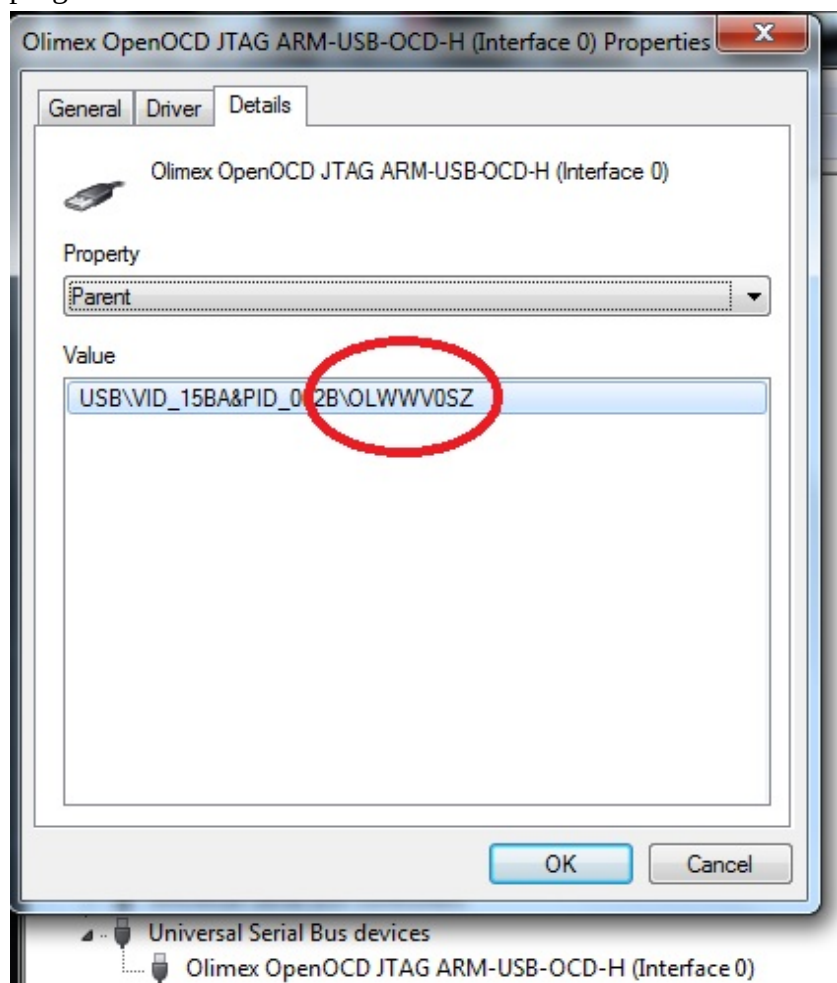 Olimex OpenOCD JTAG ARM-USB-OCD-H (Interface 0) Properties
General Driver Details
Olimex OpenOCD JTAG ARM-USB-OCD-H (Interface 0)
Property
Parent
Value
USB\VID_15BA&PID_002B\OLWWV0SZ
OK Cancel
Universal Serial Bus devices
Olimex OpenOCD JTAG ARM-USB-OCD-H (Interface 0)